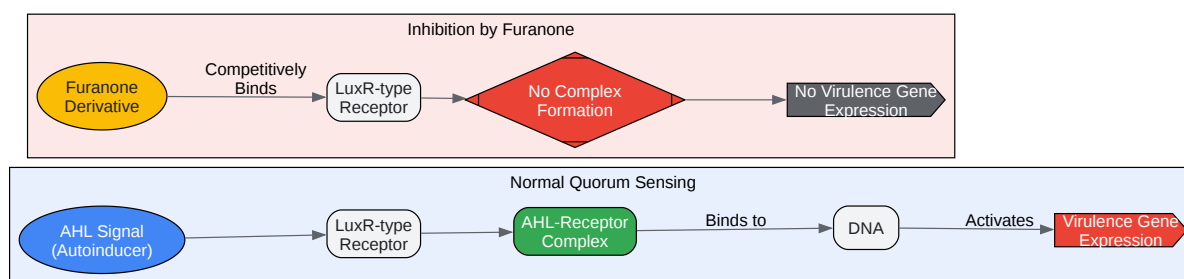 Inhibition by Furanone
Furanone
Derivative
Competitively
Binds
LuxR-type
Receptor
No Complex
Formation
No Virulence Gene
Expression
Normal Quorum Sensing
AHL Signal
(Autoinducer)
LuxR-type
Receptor
AHL-Receptor
Complex
Binds to
DNA
Activates
Virulence Gene
Expression